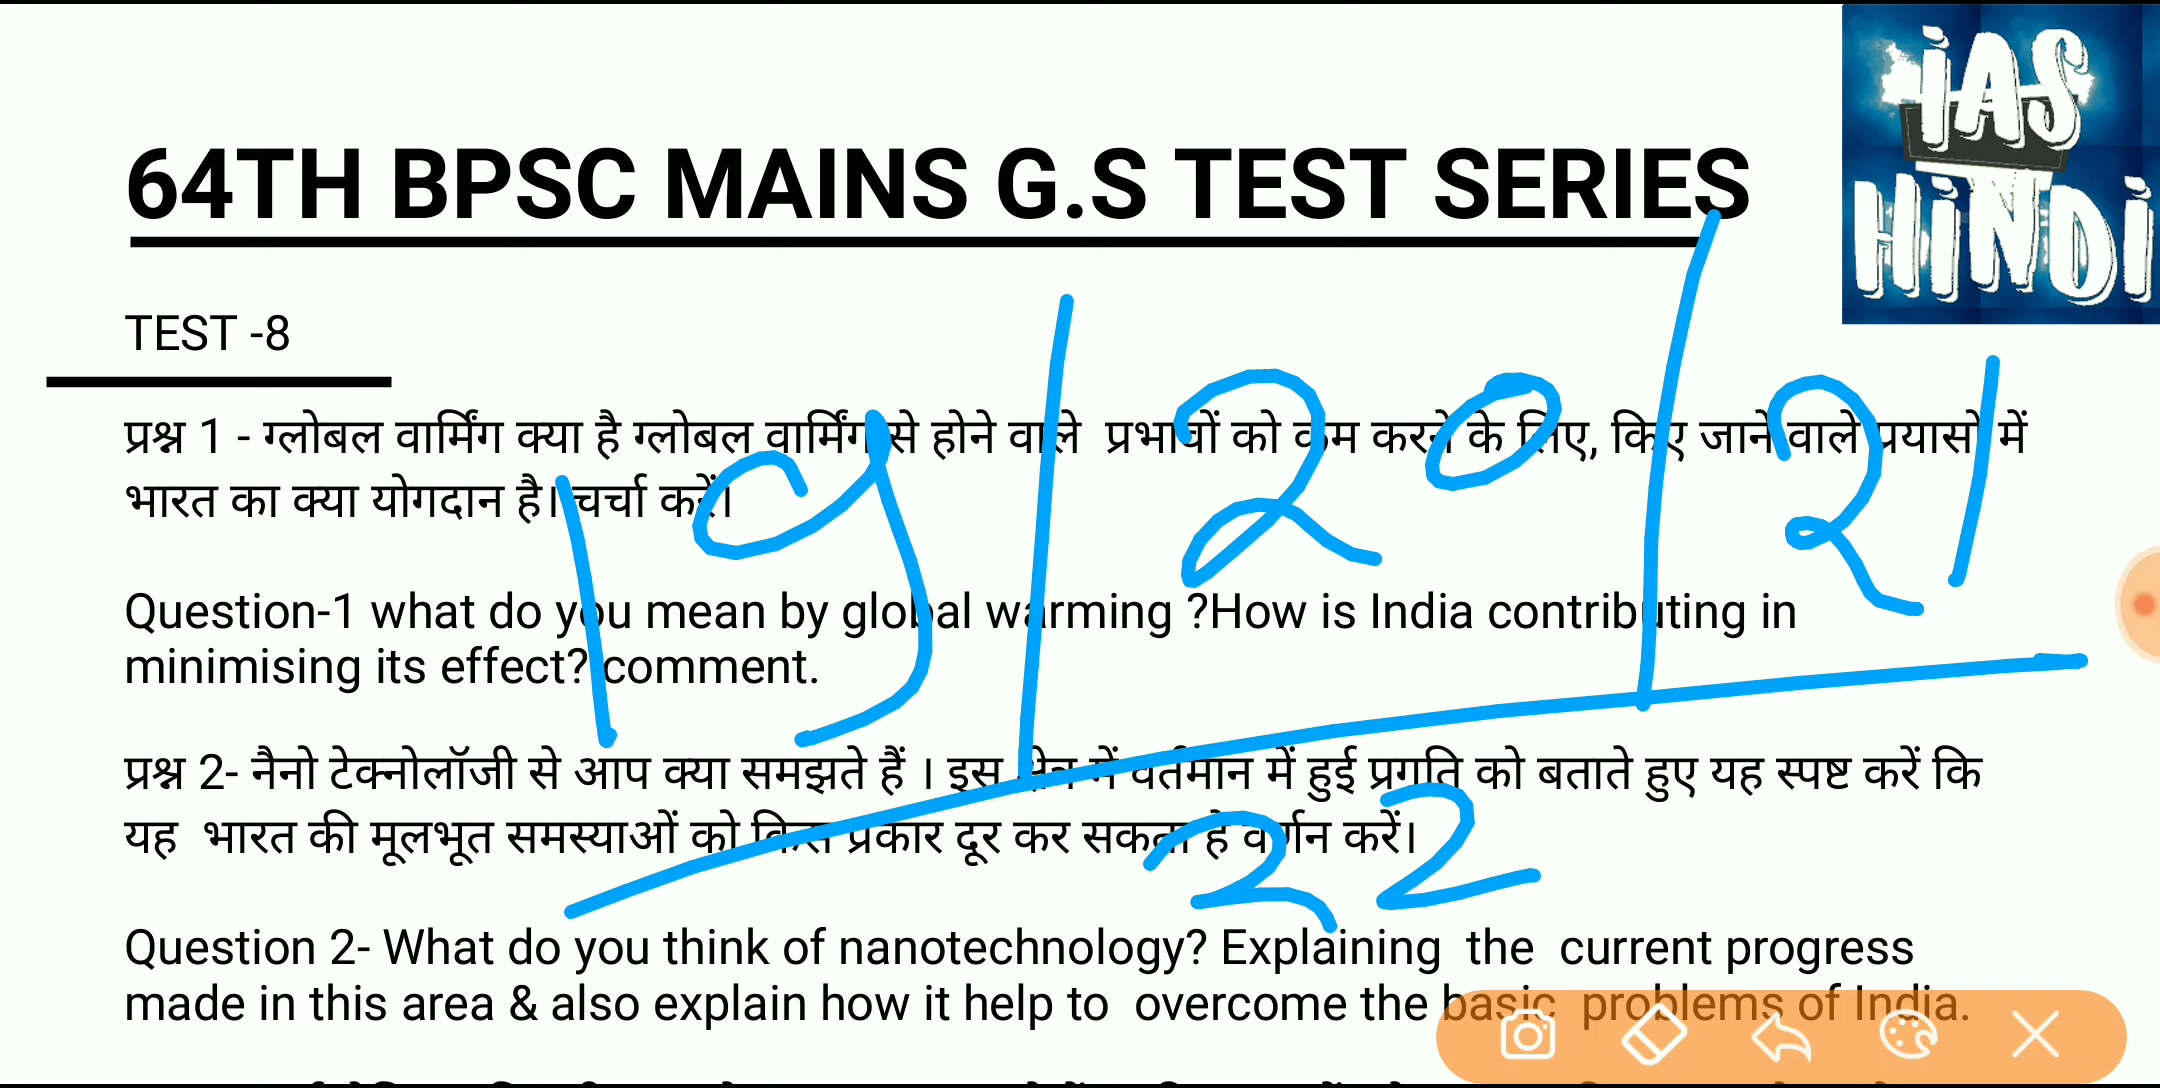 IAS
HINDI
64TH BPSC MAINS G.S TEST SERIES
TEST -8
प्रश्न 1 - ग्लोबल वार्मिंग क्या है ग्लोबल वार्मिंग से होने वाले प्रभावों को कम करने के लिए, किए जाने वाले प्रयासों में
भारत का क्या योगदान है। चर्चा करें।
Question-1 what do you mean by global warming ?How is India contributing in
minimising its effect? comment.
19 | 20 | 21
प्रश्न 2- नैनो टेक्नोलॉजी से आप क्या समझते हैं । इस क्षेत्र में वर्तमान में हुई प्रगति को बताते हुए यह स्पष्ट करें कि
यह भारत की मूलभूत समस्याओं को किस प्रकार दूर कर सकता है वर्णन करें।
22
Question 2- What do you think of nanotechnology? Explaining the current progress
made in this area & also explain how it help to overcome the basic problems of India.